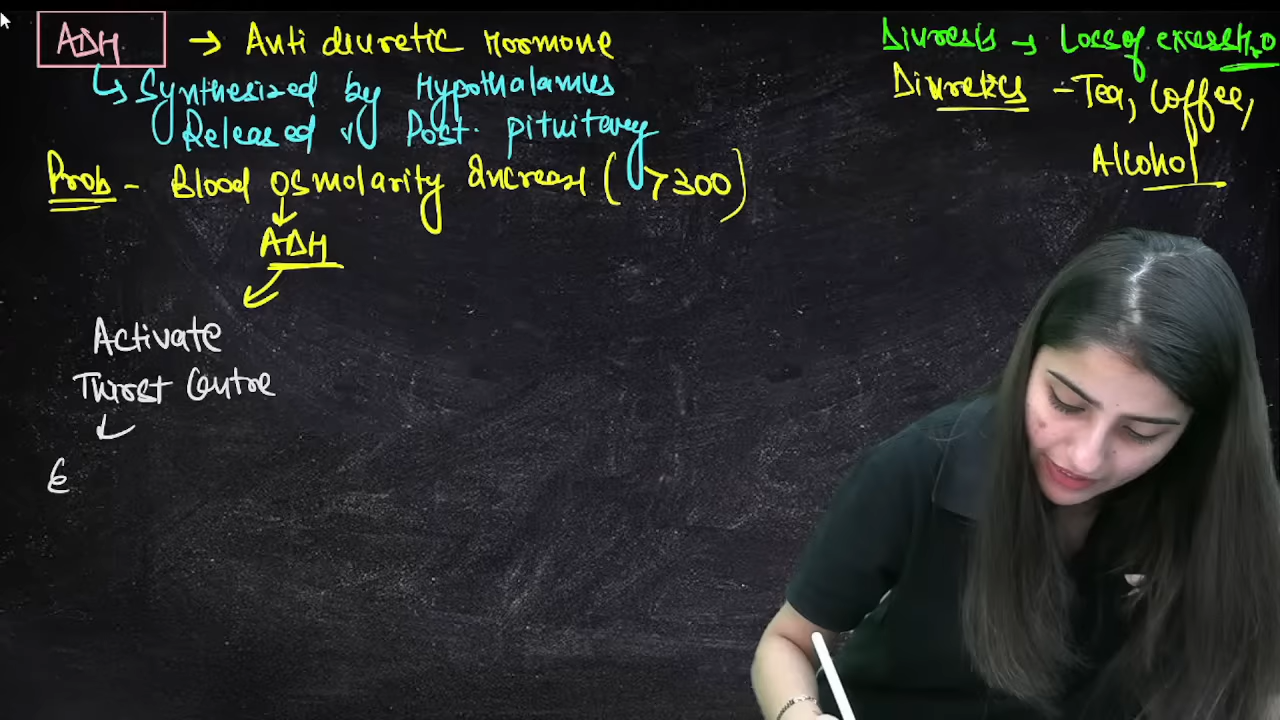 ADH → Anti diuretic Hormone
↳ Synthesized by Hypothalamus
Released by Post. pituitary
Prob - Blood osmolarity Increase ( >300 )
↓
ADH
Activate
Thirst Centre
Diuresis → Loss of excess H2O
Diuretics - Tea, Coffee,
Alcohol